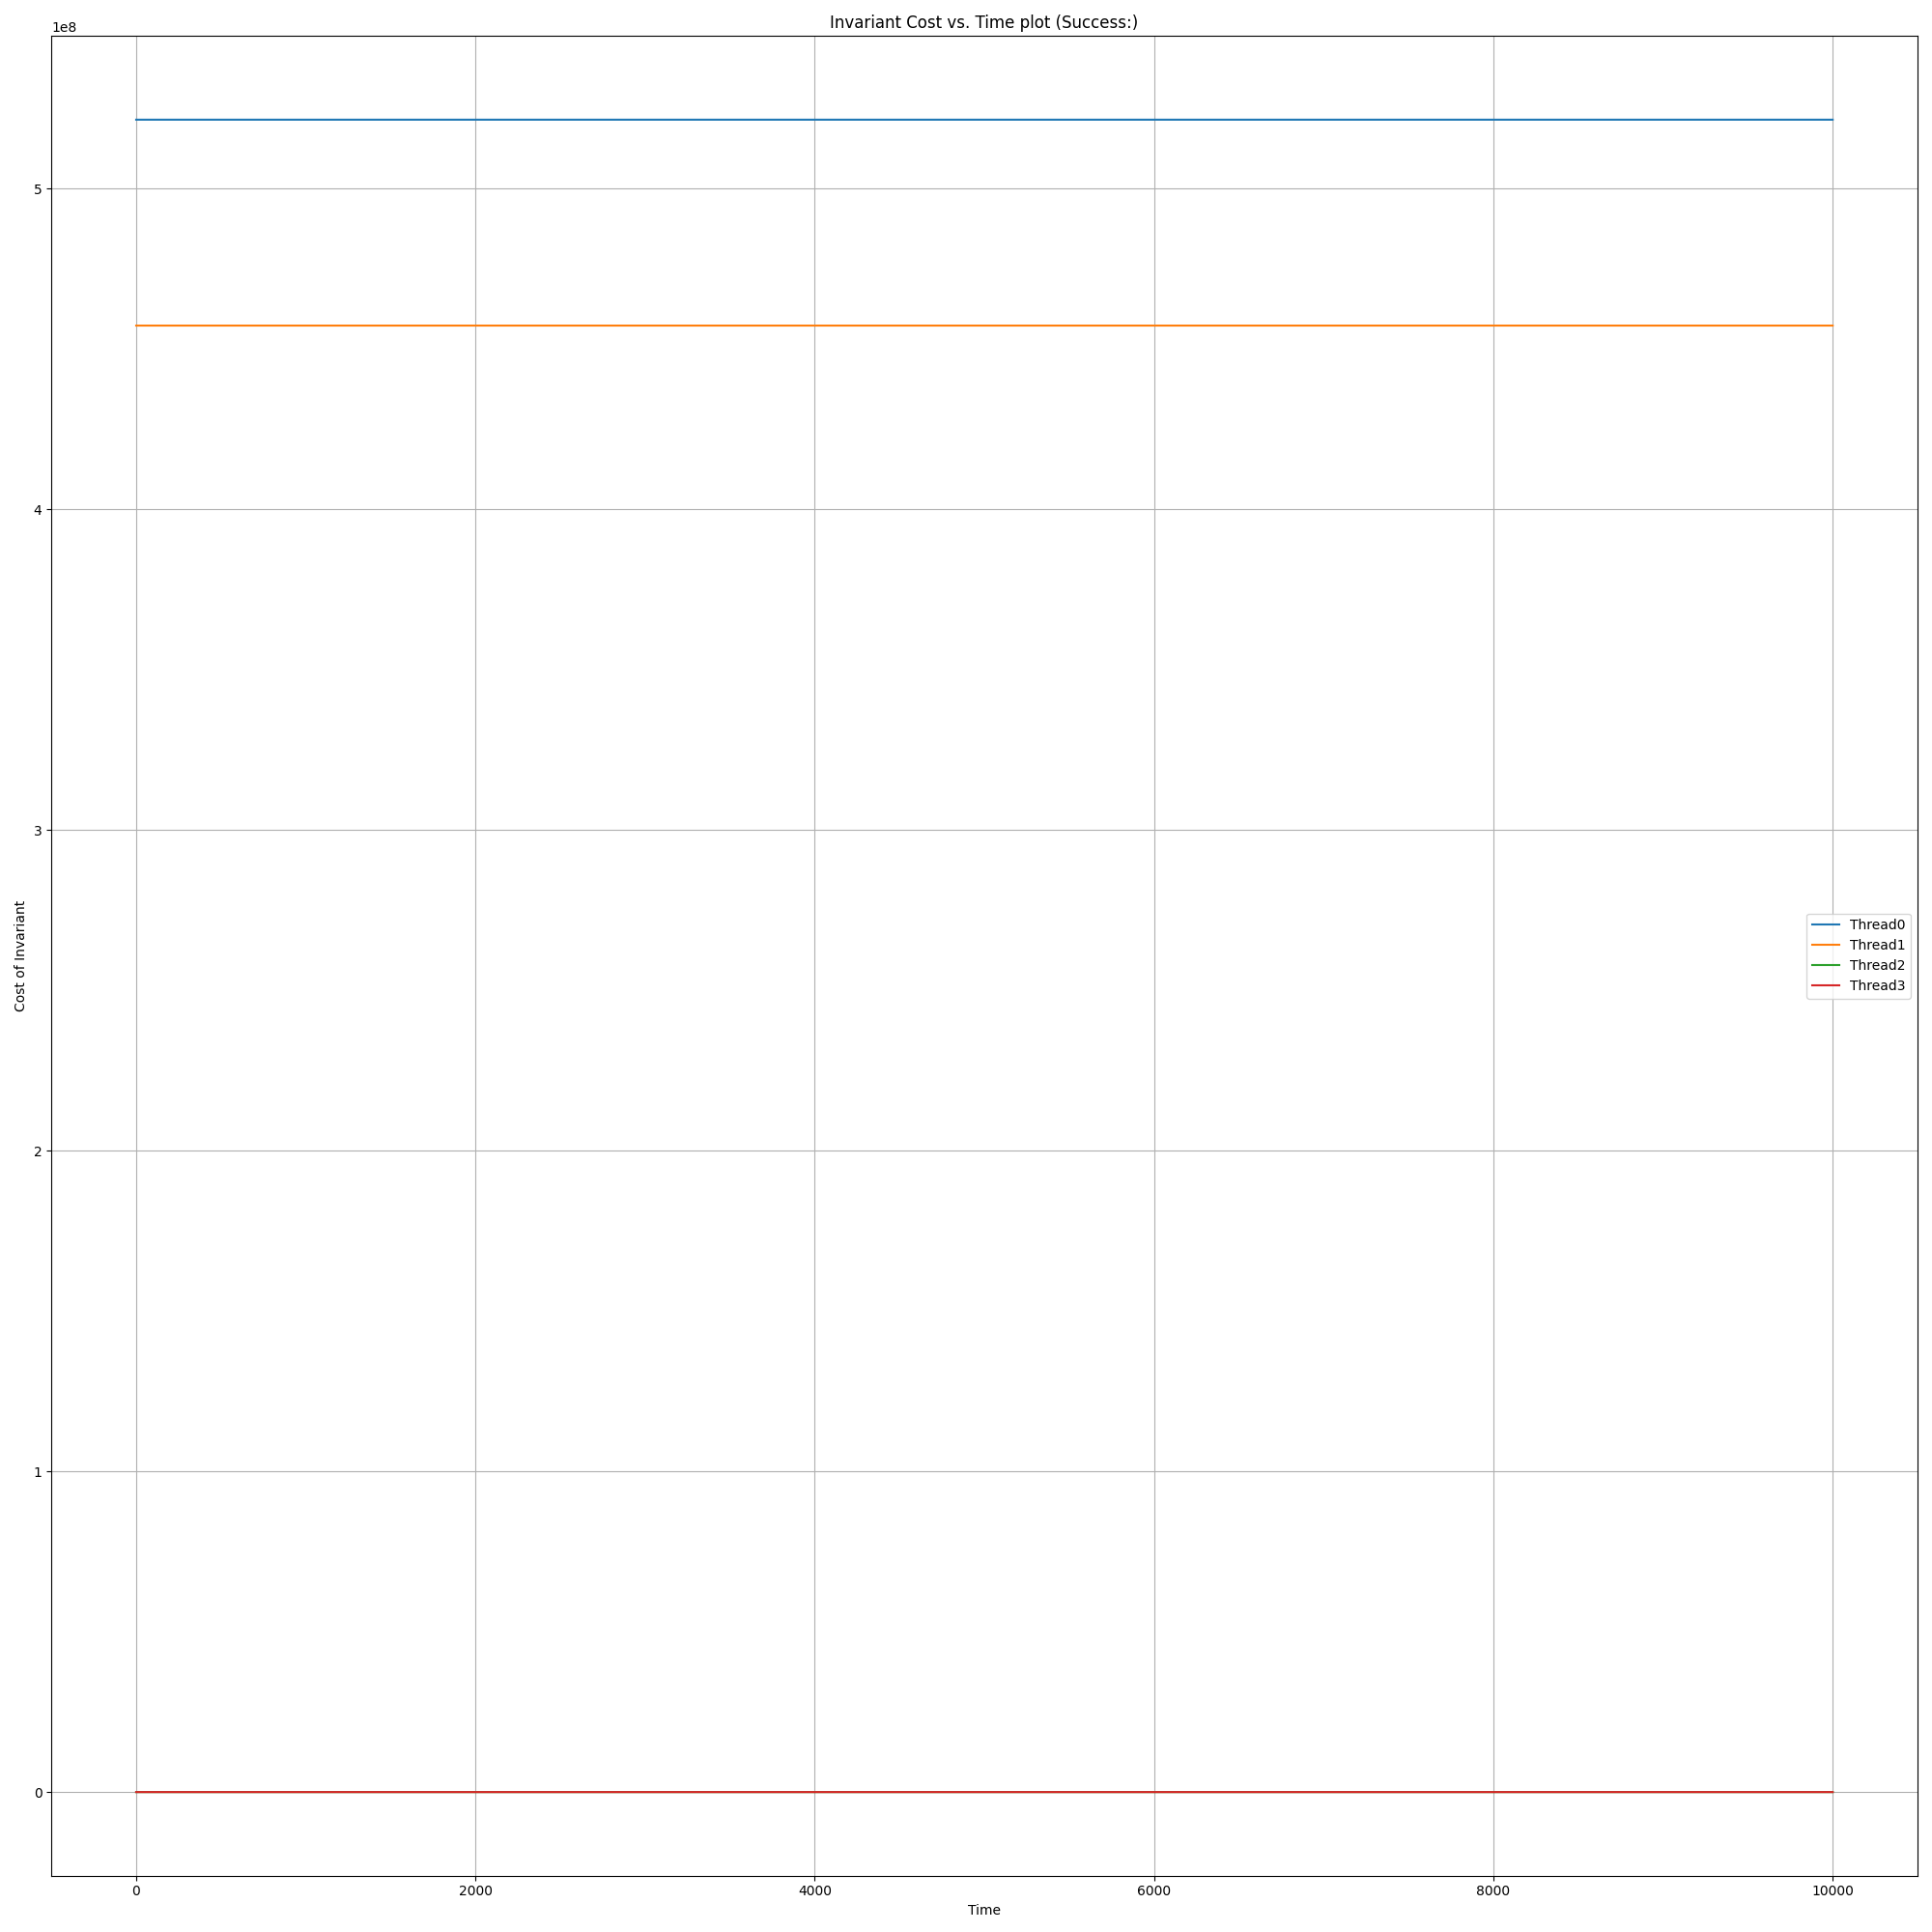 Invariant Cost vs. Time plot (Success:)
1e8
5
4
3
2
1
0
Cost of Invariant
Thread0
Thread1
Thread2
Thread3
0 2000 4000 6000 8000 10000
Time